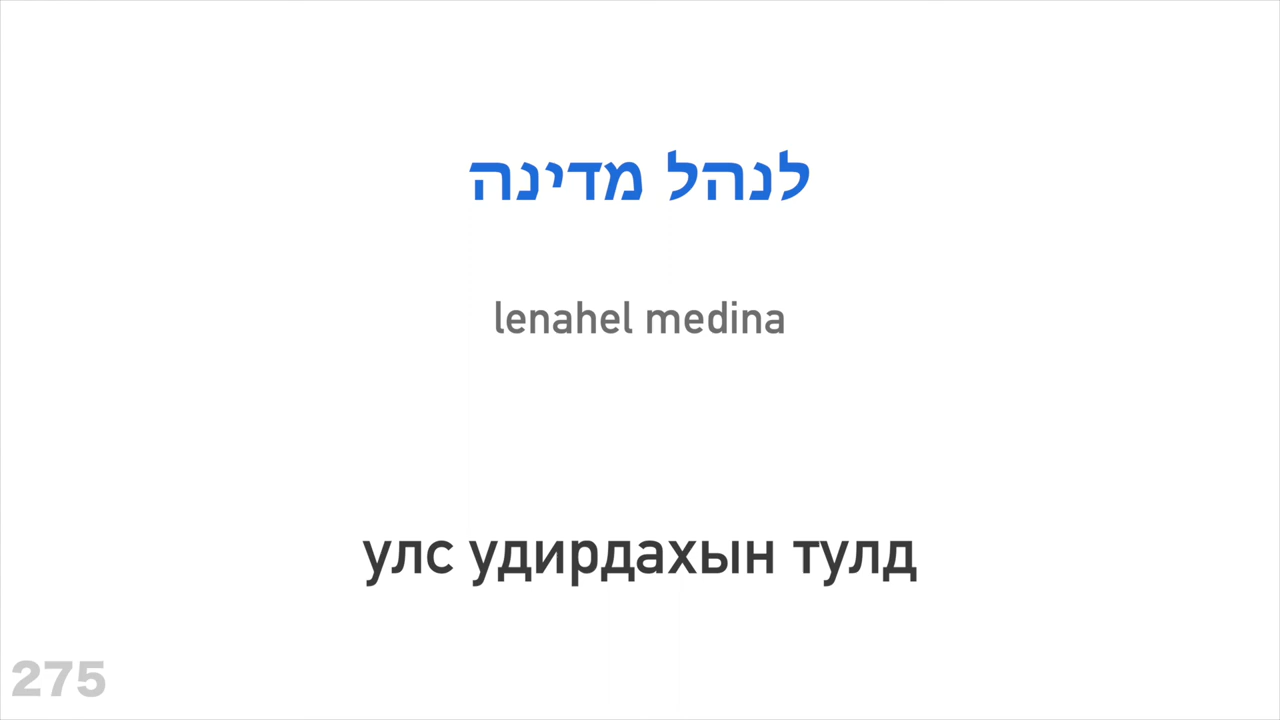 לנהל מדינה
lenahel medina
улс удирдахын тулд
275